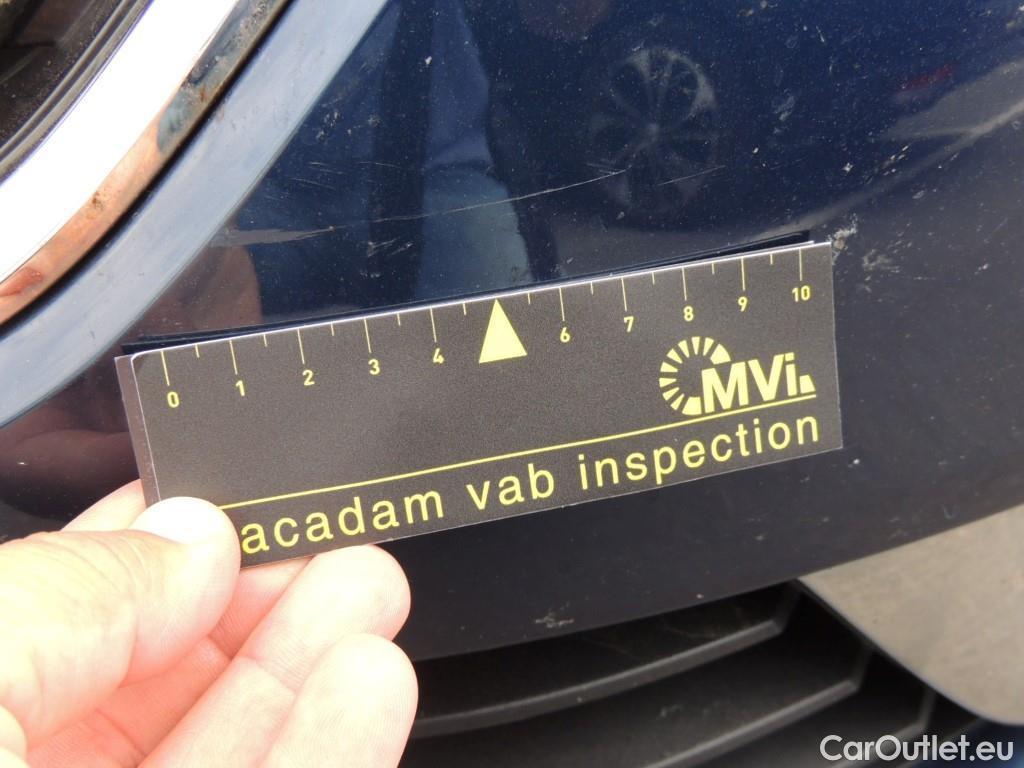 0 1 2 3 4 6 7 8 9 10
MVi
acadam vab inspection
CarOutlet.eu